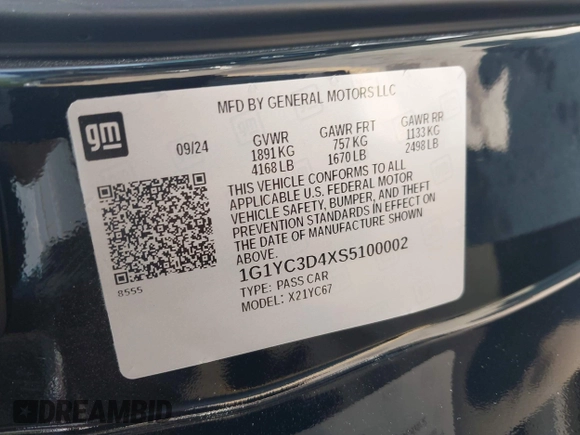 MFD BY GENERAL MOTORS LLC
gm
09/24
GVWR GAWR FRT GAWR RR
1891 KG 757 KG 1133 KG
4168 LB 1670 LB 2498 LB
THIS VEHICLE CONFORMS TO ALL
APPLICABLE U.S. FEDERAL MOTOR
VEHICLE SAFETY, BUMPER, AND THEFT
PREVENTION STANDARDS IN EFFECT ON
THE DATE OF MANUFACTURE SHOWN
ABOVE.
1G1YC3D4XS5100002
TYPE: PASS CAR
MODEL: X21YC67
8555
DREAMBID